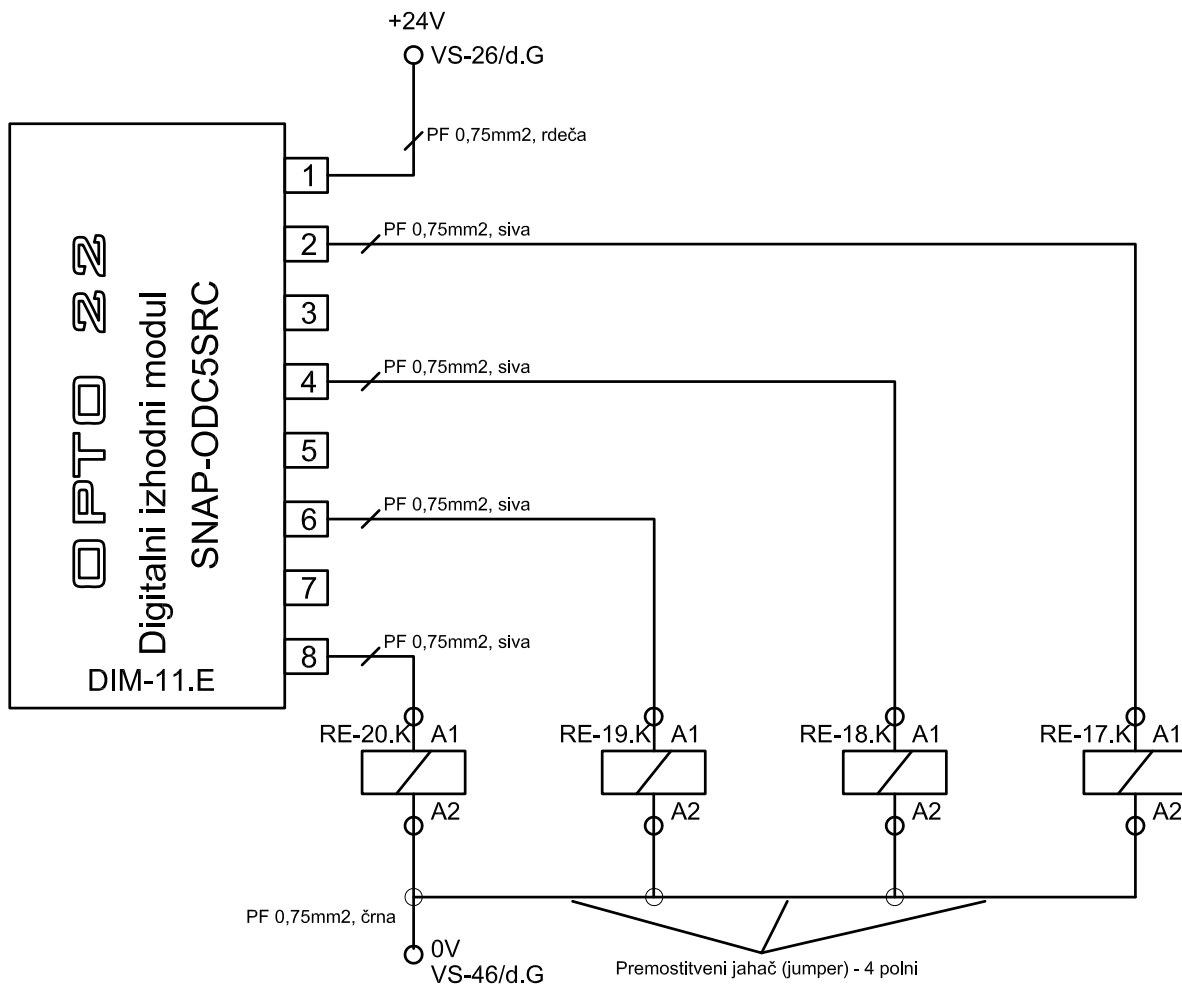 +24V
VS-26/d.G
PF 0,75mm2, rdeča
1
PF 0,75mm2, siva
2
3
PF 0,75mm2, siva
4
5
PF 0,75mm2, siva
6
7
PF 0,75mm2, siva
8
OPTO 22
Digitalni izhodni modul
SNAP-ODC5SRC
DIM-11.E
RE-20.K A1
RE-19.K A1
RE-18.K A1
RE-17.K A1
A2
A2
A2
A2
PF 0,75mm2, črna
0V
VS-46/d.G
Premostitveni jahač (jumper) - 4 polni